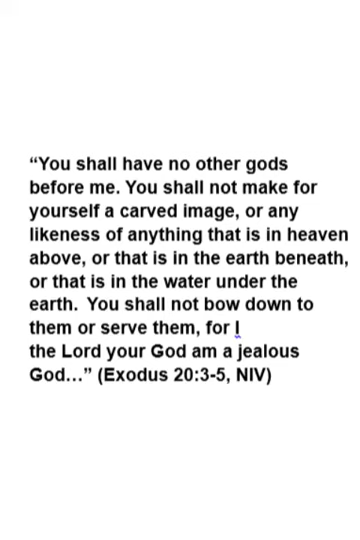 “You shall have no other gods
before me. You shall not make for
yourself a carved image, or any
likeness of anything that is in heaven
above, or that is in the earth beneath,
or that is in the water under the
earth.  You shall not bow down to
them or serve them, for I
the Lord your God am a jealous
God…” (Exodus 20:3-5, NIV)